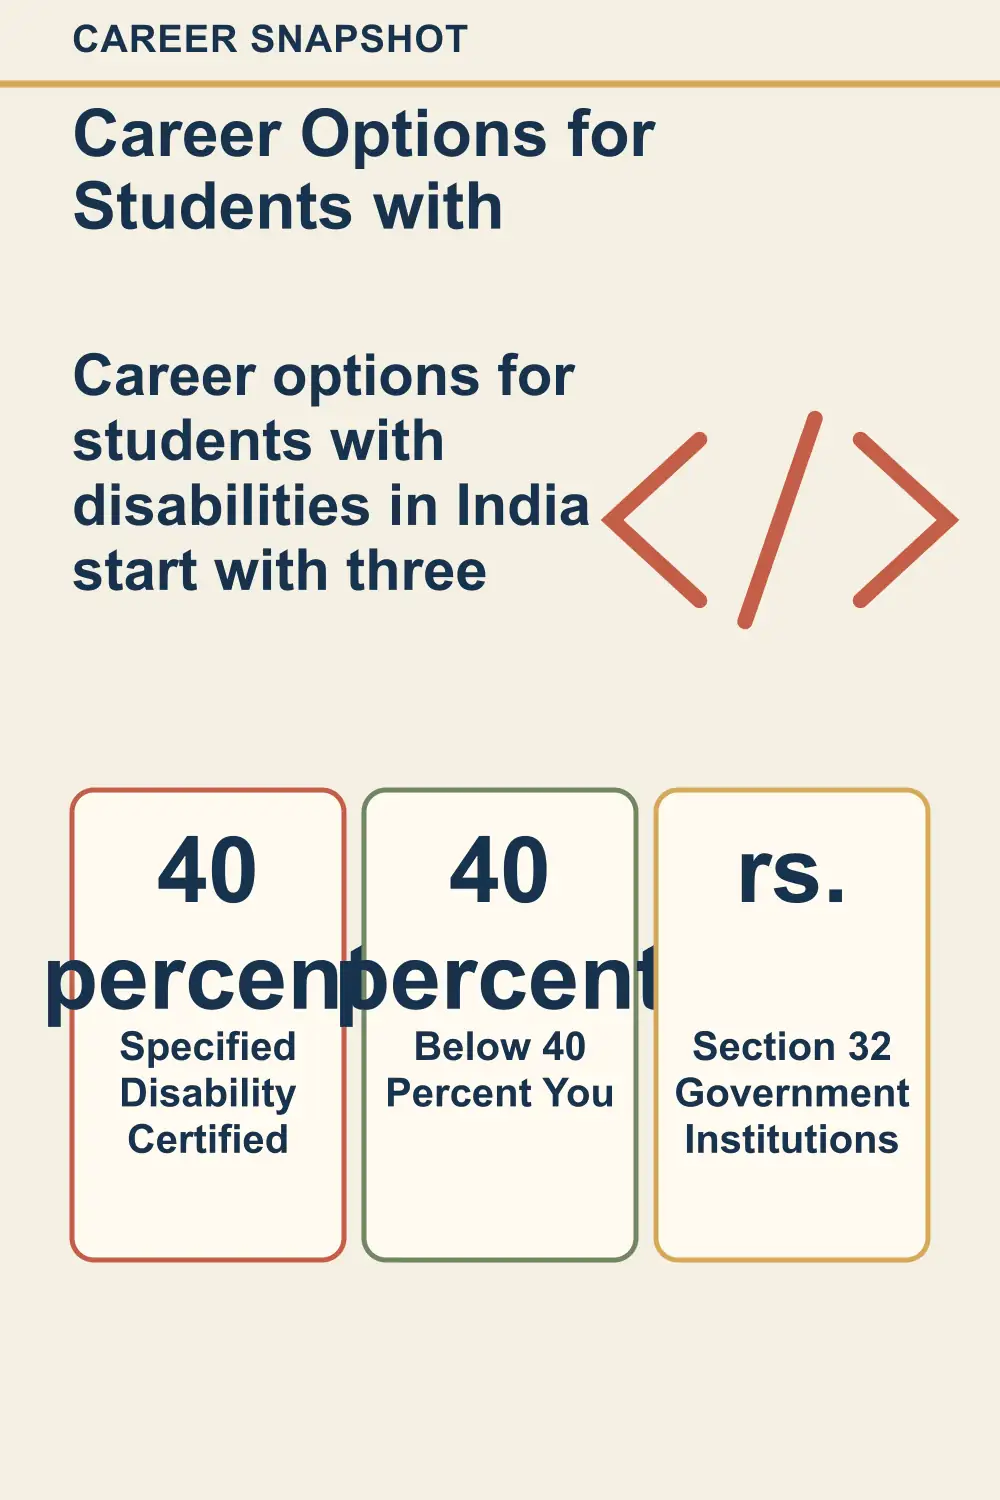 CAREER SNAPSHOT
Career Options for
Students with
Career options for
students with
disabilities in India
start with three
</>
40
percent
Specified
Disability
Certified
40
percent
Below 40
Percent You
rs.
Section 32
Government
Institutions